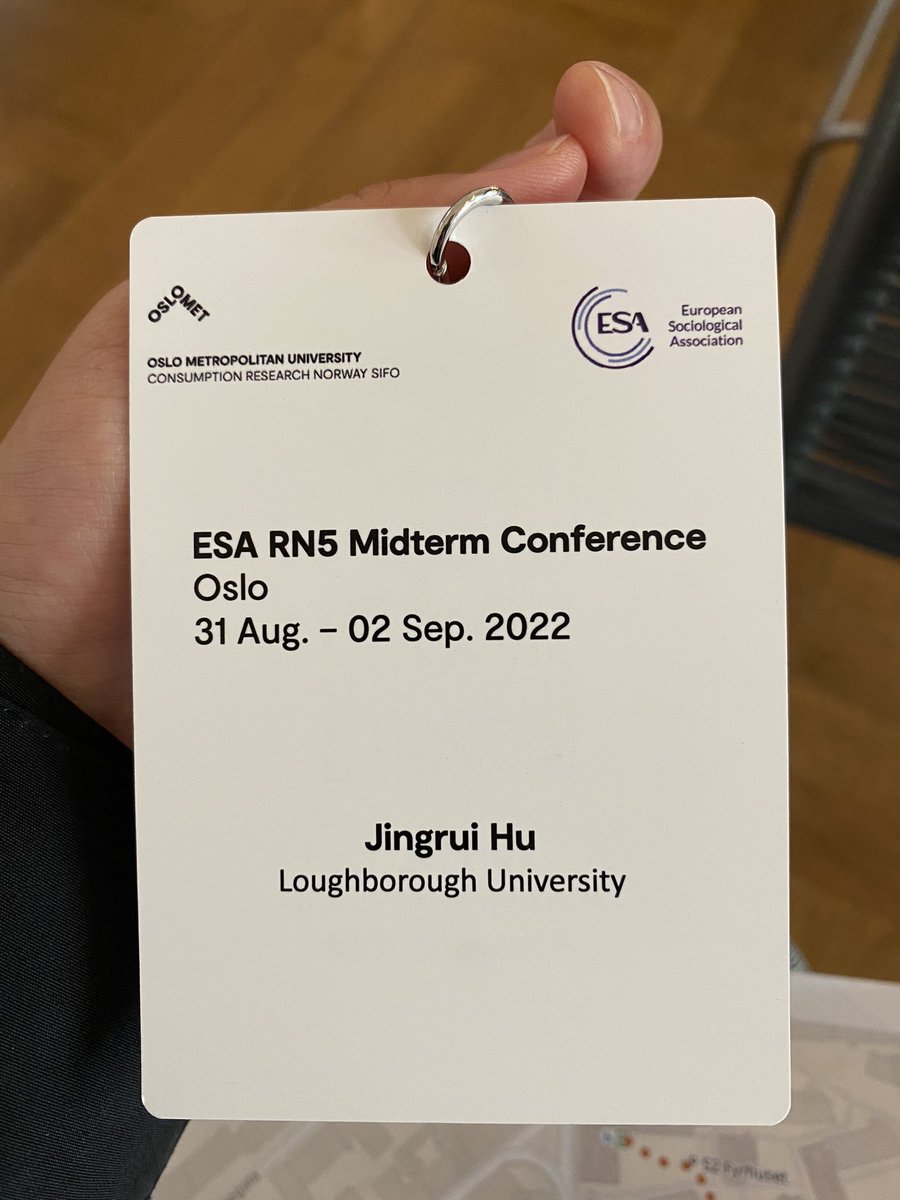 OSLOMET
OSLO METROPOLITAN UNIVERSITY
CONSUMPTION RESEARCH NORWAY SIFO
ESA
European
Sociological
Association
ESA RN5 Midterm Conference
Oslo
31 Aug. – 02 Sep. 2022
Jingrui Hu
Loughborough University